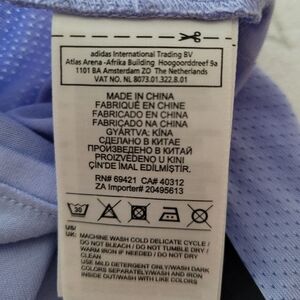 adidas International Trading BV
Atlas Arena -Afrika Building Hoogoorddreef 9a
1101 BA Amsterdam ZO The Netherlands
VAT NO. NL 8073.01.322.B.01
MADE IN CHINA
FABRIQUÉ EN CHINE
FABRICADO EN CHINA
FABRICADO NA CHINA
GYÁRTVA: KÍNA
СДЕЛАНО В КИТАЕ
ПРОИЗВЕДЕНО В КИТАЕ
PROIZVEDENO U KINI
ÇIN'DE İMAL EDİLMİŞTİR.
RN# 69421 CA# 40312
ZA Importer# 20495613
30
US/
UK:
MACHINE WASH COLD DELICATE CYCLE /
DO NOT BLEACH / DO NOT TUMBLE DRY /
WARM IRON IF NEEDED / DO NOT DRY
CLEAN
USE MILD DETERGENT ONLY/WASH DARK
COLORS SEPARATELY/WASH AND IRON
INSIDE OUT/WASH WITH LIKE COLORS